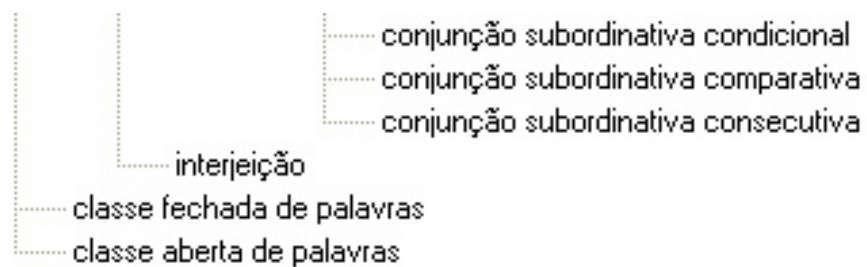 conjunção subordinativa condicional
conjunção subordinativa comparativa
conjunção subordinativa consecutiva
interjeição
classe fechada de palavras
classe aberta de palavras